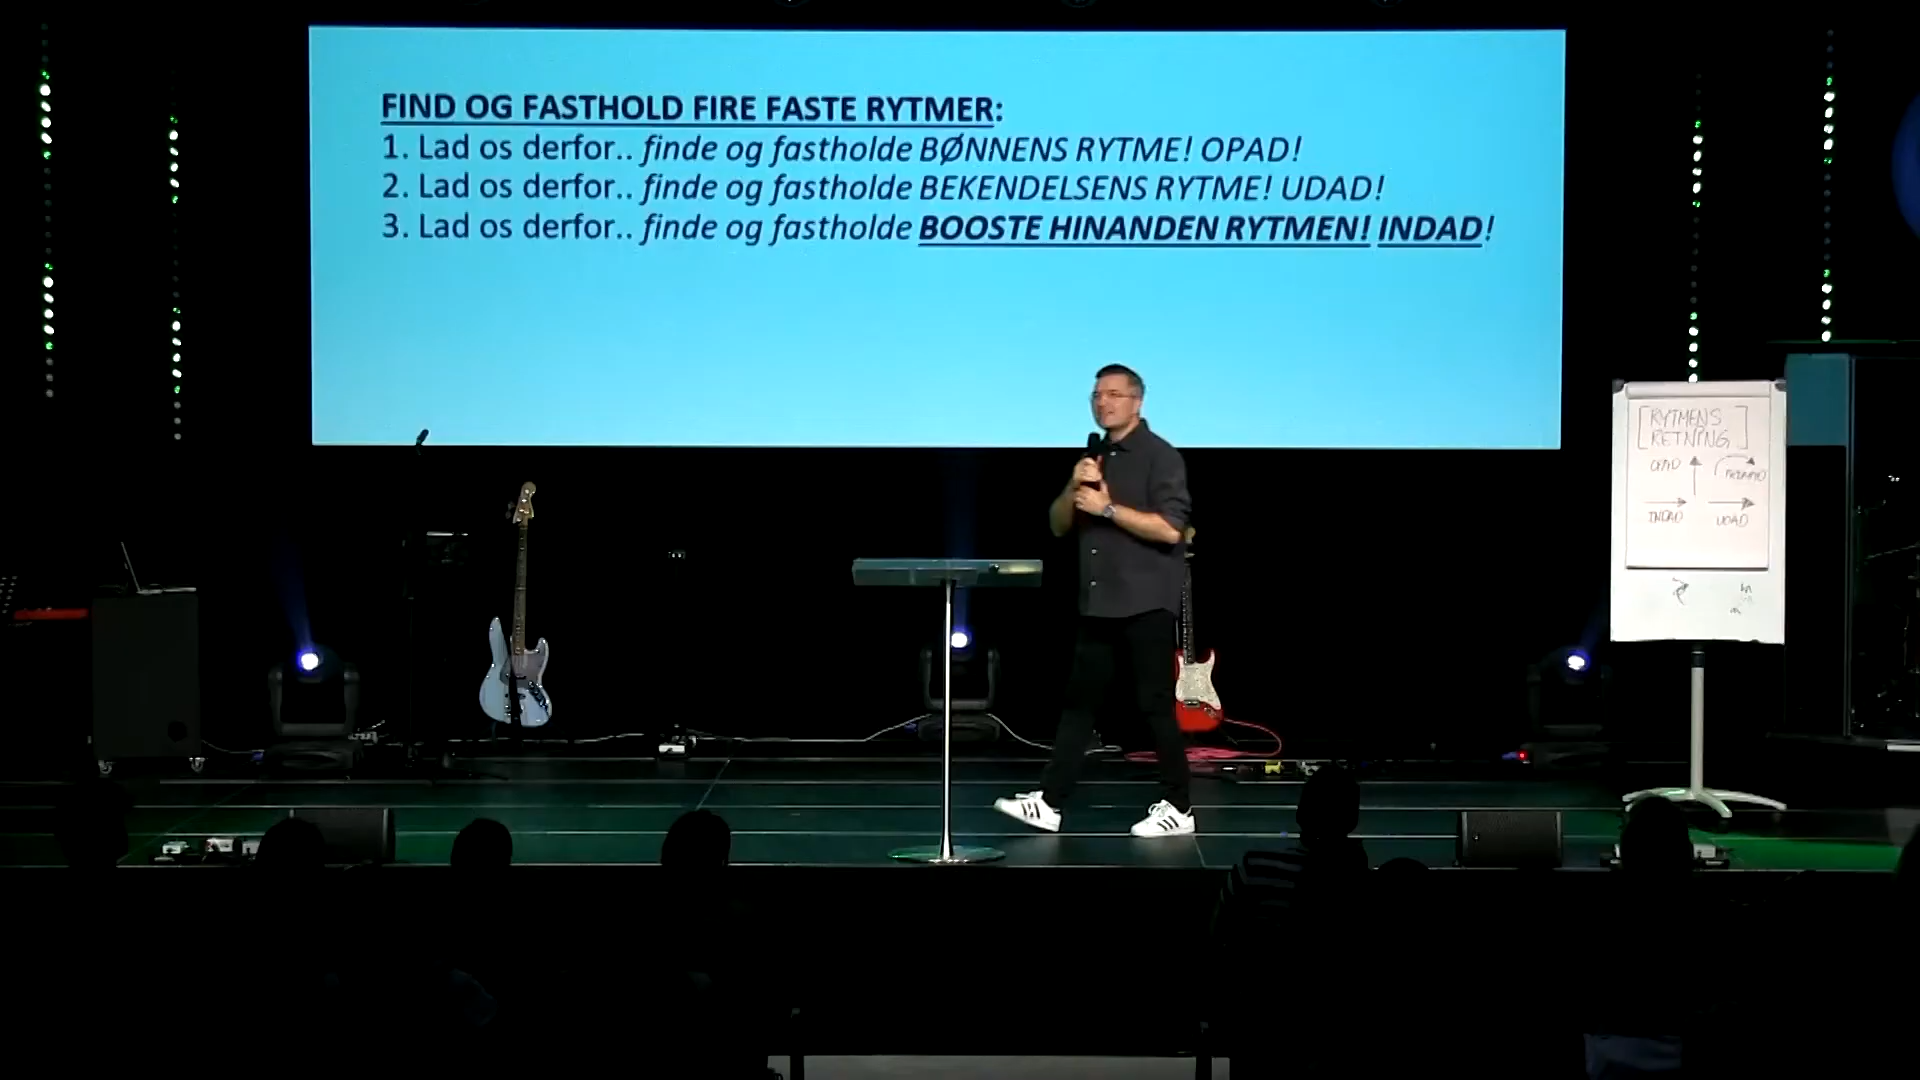 FIND OG FASTHOLD FIRE FASTE RYTMER:
1. Lad os derfor.. finde og fastholde BØNNENS RYTME! OPAD!
2. Lad os derfor.. finde og fastholde BEKENDELSENS RYTME! UDAD!
3. Lad os derfor.. finde og fastholde BOOSTE HINANDEN RYTMEN! INDAD!
[RYTMENS
RETNING]
OPAD
INDAD
UDAD